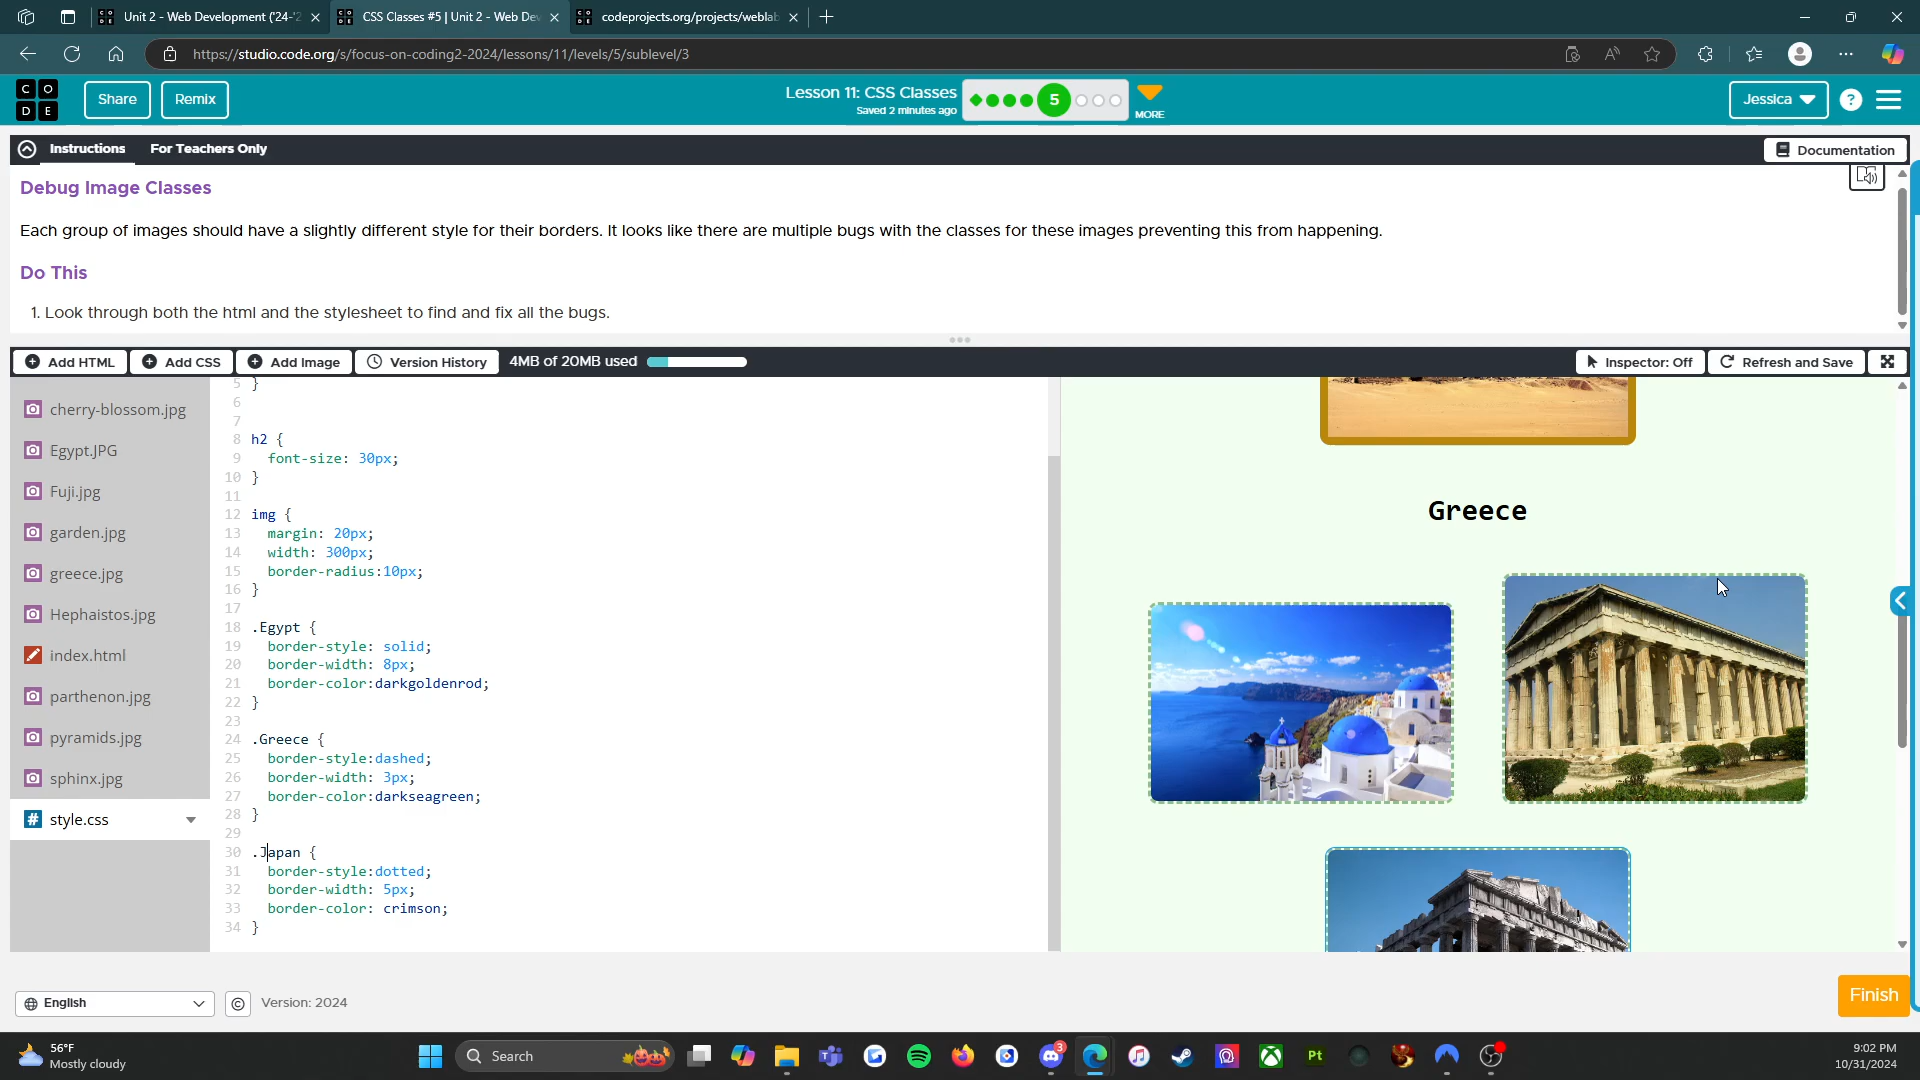 Unit 2 - Web Development ('24-'2
CSS Classes #5 | Unit 2 - Web Dev
codeprojects.org/projects/weblab
https://studio.code.org/s/focus-on-coding2-2024/lessons/11/levels/5/sublevel/3
C O D E
Share
Remix
Lesson 11: CSS Classes
Saved 2 minutes ago
5
MORE
Jessica
?
Instructions
For Teachers Only
Documentation
Debug Image Classes
Each group of images should have a slightly different style for their borders. It looks like there are multiple bugs with the classes for these images preventing this from happening.
Do This
1. Look through both the html and the stylesheet to find and fix all the bugs.
Add HTML
Add CSS
Add Image
Version History
4MB of 20MB used
Inspector: Off
Refresh and Save
cherry-blossom.jpg
Egypt.JPG
Fuji.jpg
garden.jpg
greece.jpg
Hephaistos.jpg
index.html
parthenon.jpg
pyramids.jpg
sphinx.jpg
style.css
5 }
6
7
8 h2 {
9 font-size: 30px;
10 }
11
12 img {
13 margin: 20px;
14 width: 300px;
15 border-radius:10px;
16 }
17
18 .Egypt {
19 border-style: solid;
20 border-width: 8px;
21 border-color:darkgoldenrod;
22 }
23
24 .Greece {
25 border-style:dashed;
26 border-width: 3px;
27 border-color:darkseagreen;
28 }
29
30 .Japan {
31 border-style:dotted;
32 border-width: 5px;
33 border-color: crimson;
34 }
Greece
English
Version: 2024
Finish
56°F
Mostly cloudy
Search
3
Pt
9:02 PM
10/31/2024